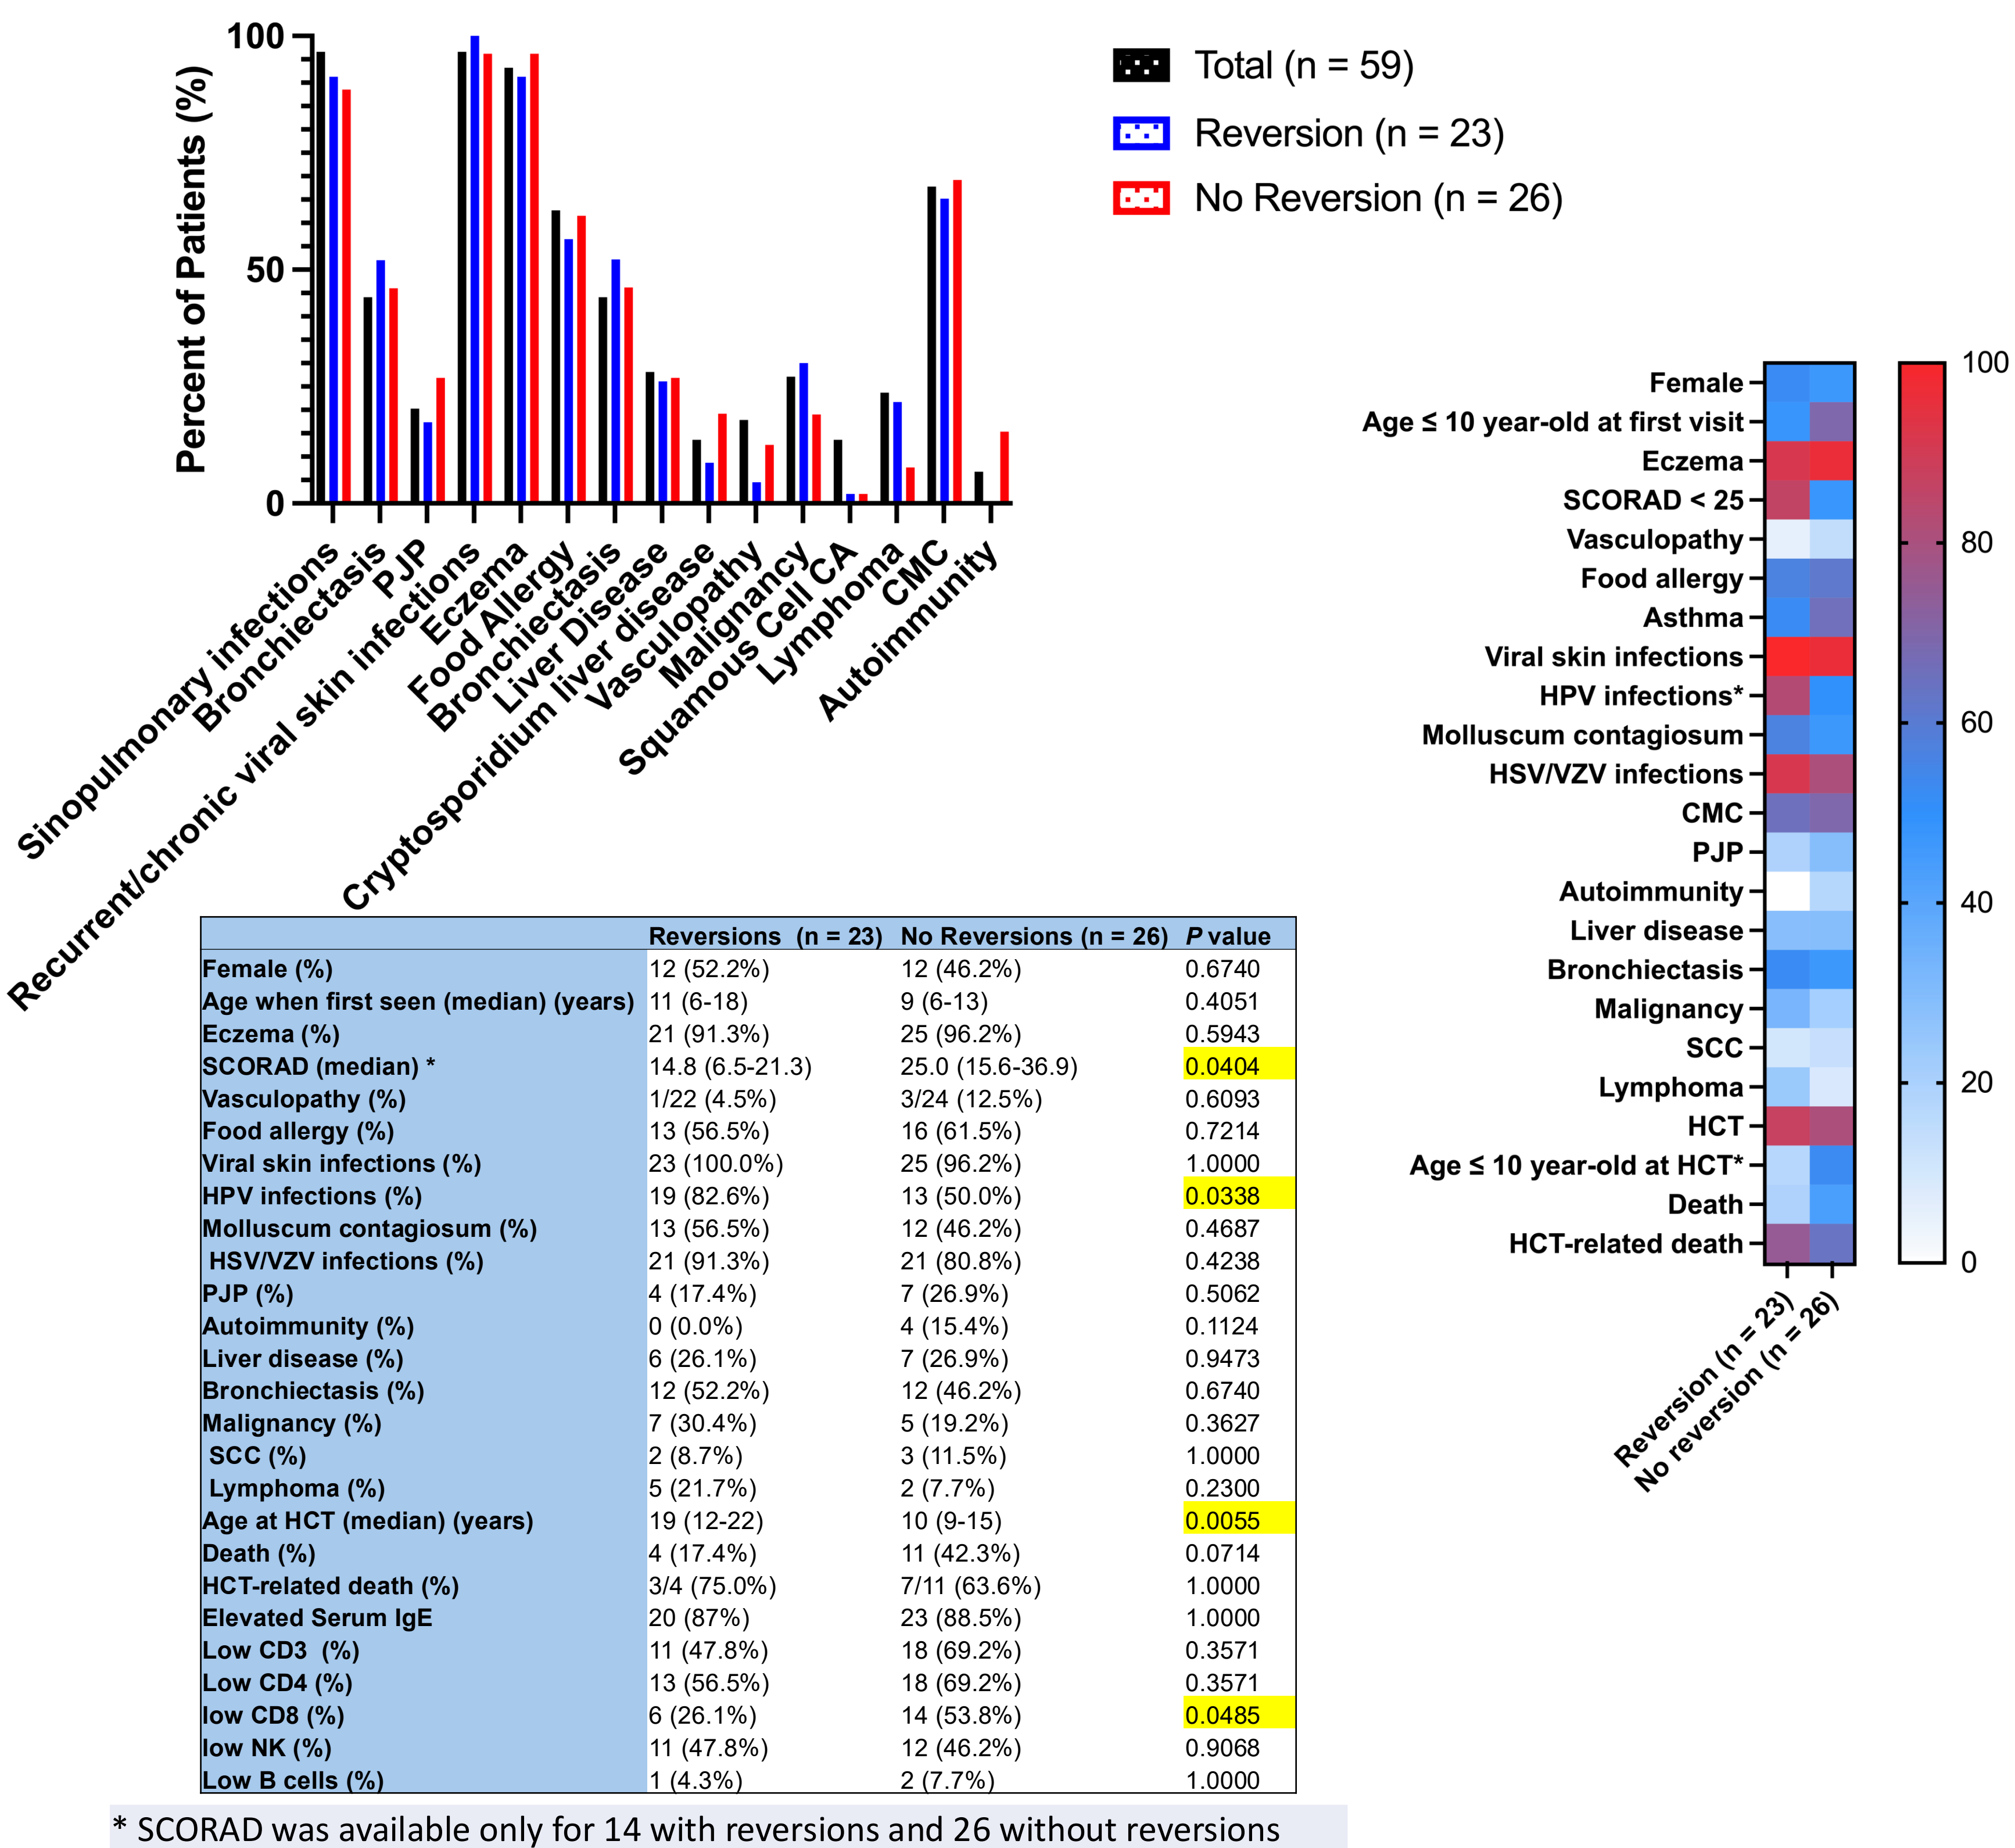 100
50
0
Percent of Patients (%)
Total (n = 59)
Reversion (n = 23)
No Reversion (n = 26)
Sinopulmonary infections
Bronchiectasis
PJP
Recurrent/chronic viral skin infections
Eczema
Food Allergy
Bronchiectasis
Liver Disease
Cryptosporidium liver disease
Vasculopathy
Malignancy
Squamous Cell CA
Lymphoma
CMC
Autoimmunity
Female
Age ≤ 10 year-old at first visit
Eczema
SCORAD < 25
Vasculopathy
Food allergy
Asthma
Viral skin infections
HPV infections*
Molluscum contagiosum
HSV/VZV infections
CMC
PJP
Autoimmunity
Liver disease
Bronchiectasis
Malignancy
SCC
Lymphoma
HCT
Age ≤ 10 year-old at HCT*
Death
HCT-related death
Reversion (n = 23)
No reversion (n = 26)
100
80
60
40
20
0
Reversions (n = 23) No Reversions (n = 26) P value
Female (%) 12 (52.2%) 12 (46.2%) 0.6740
Age when first seen (median) (years) 11 (6-18) 9 (6-13) 0.4051
Eczema (%) 21 (91.3%) 25 (96.2%) 0.5943
SCORAD (median) * 14.8 (6.5-21.3) 25.0 (15.6-36.9) 0.0404
Vasculopathy (%) 1/22 (4.5%) 3/24 (12.5%) 0.6093
Food allergy (%) 13 (56.5%) 16 (61.5%) 0.7214
Viral skin infections (%) 23 (100.0%) 25 (96.2%) 1.0000
HPV infections (%) 19 (82.6%) 13 (50.0%) 0.0338
Molluscum contagiosum (%) 13 (56.5%) 12 (46.2%) 0.4687
HSV/VZV infections (%) 21 (91.3%) 21 (80.8%) 0.4238
PJP (%) 4 (17.4%) 7 (26.9%) 0.5062
Autoimmunity (%) 0 (0.0%) 4 (15.4%) 0.1124
Liver disease (%) 6 (26.1%) 7 (26.9%) 0.9473
Bronchiectasis (%) 12 (52.2%) 12 (46.2%) 0.6740
Malignancy (%) 7 (30.4%) 5 (19.2%) 0.3627
SCC (%) 2 (8.7%) 3 (11.5%) 1.0000
Lymphoma (%) 5 (21.7%) 2 (7.7%) 0.2300
Age at HCT (median) (years) 19 (12-22) 10 (9-15) 0.0055
Death (%) 4 (17.4%) 11 (42.3%) 0.0714
HCT-related death (%) 3/4 (75.0%) 7/11 (63.6%) 1.0000
Elevated Serum IgE 20 (87%) 23 (88.5%) 1.0000
Low CD3 (%) 11 (47.8%) 18 (69.2%) 0.3571
Low CD4 (%) 13 (56.5%) 18 (69.2%) 0.3571
low CD8 (%) 6 (26.1%) 14 (53.8%) 0.0485
low NK (%) 11 (47.8%) 12 (46.2%) 0.9068
Low B cells (%) 1 (4.3%) 2 (7.7%) 1.0000
* SCORAD was available only for 14 with reversions and 26 without reversions